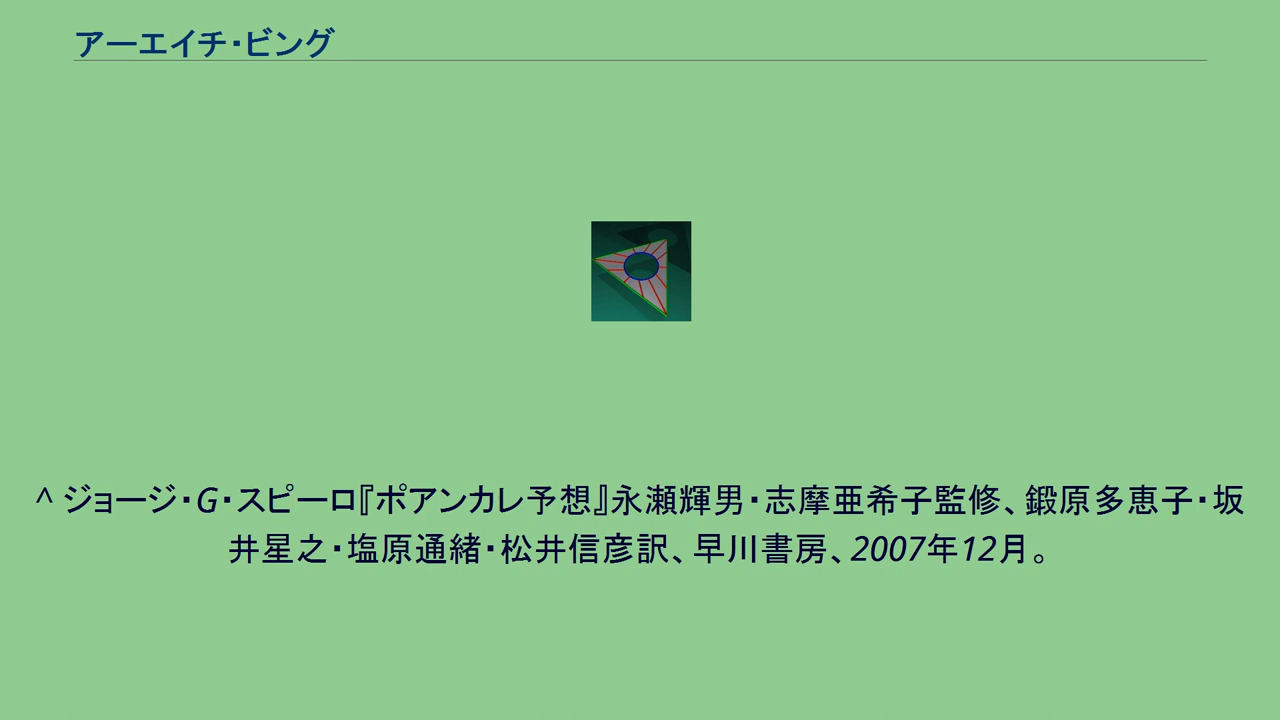 アーエイチ・ビング
^ ジョージ・G・スピーロ『ポアンカレ予想』永瀬輝男・志摩亜希子監修、鍛原多恵子・坂
井星之・塩原通緒・松井信彦訳、早川書房、2007年12月。